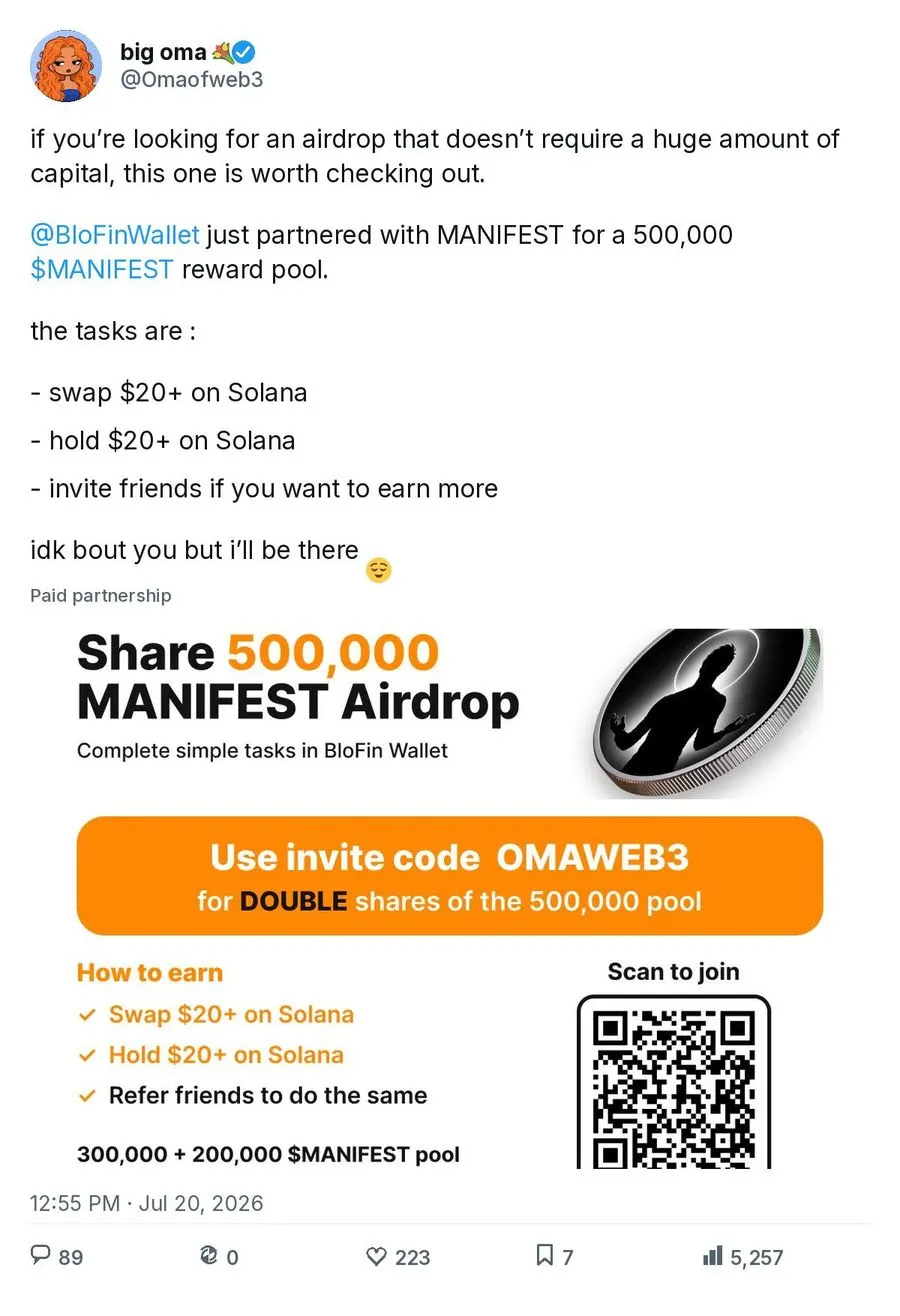 big oma
@Omaofweb3
if you’re looking for an airdrop that doesn’t require a huge amount of
capital, this one is worth checking out.
@BloFinWallet just partnered with MANIFEST for a 500,000
$MANIFEST reward pool.
the tasks are :
- swap $20+ on Solana
- hold $20+ on Solana
- invite friends if you want to earn more
idk bout you but i’ll be there 😌
Paid partnership
Share 500,000
MANIFEST Airdrop
Complete simple tasks in BloFin Wallet
Use invite code OMAWEB3
for DOUBLE shares of the 500,000 pool
How to earn
✓ Swap $20+ on Solana
✓ Hold $20+ on Solana
✓ Refer friends to do the same
300,000 + 200,000 $MANIFEST pool
Scan to join
12:55 PM · Jul 20, 2026
89 0 223 7 5,257